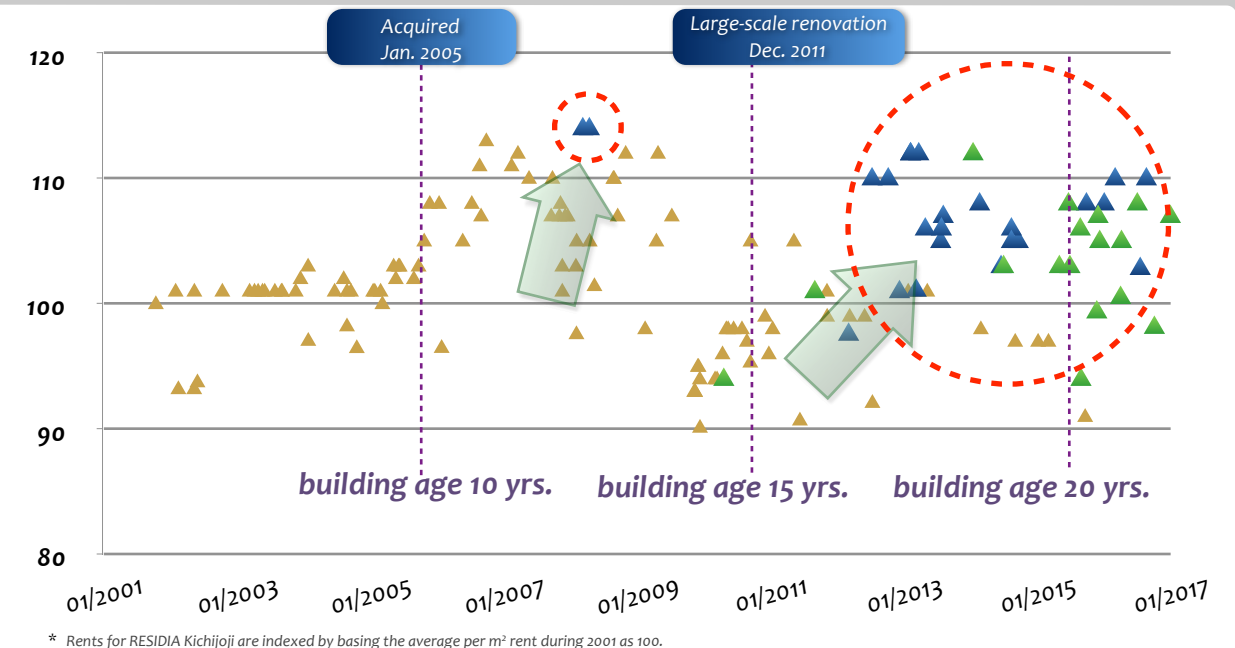 Acquired
Jan. 2005
Large-scale renovation
Dec. 2011
120
110
100
90
80
building age 10 yrs.
building age 15 yrs.
building age 20 yrs.
01/2001
01/2003
01/2005
01/2007
01/2009
01/2011
01/2013
01/2015
01/2017
* Rents for RESIDIA Kichijoji are indexed by basing the average per m² rent during 2001 as 100.